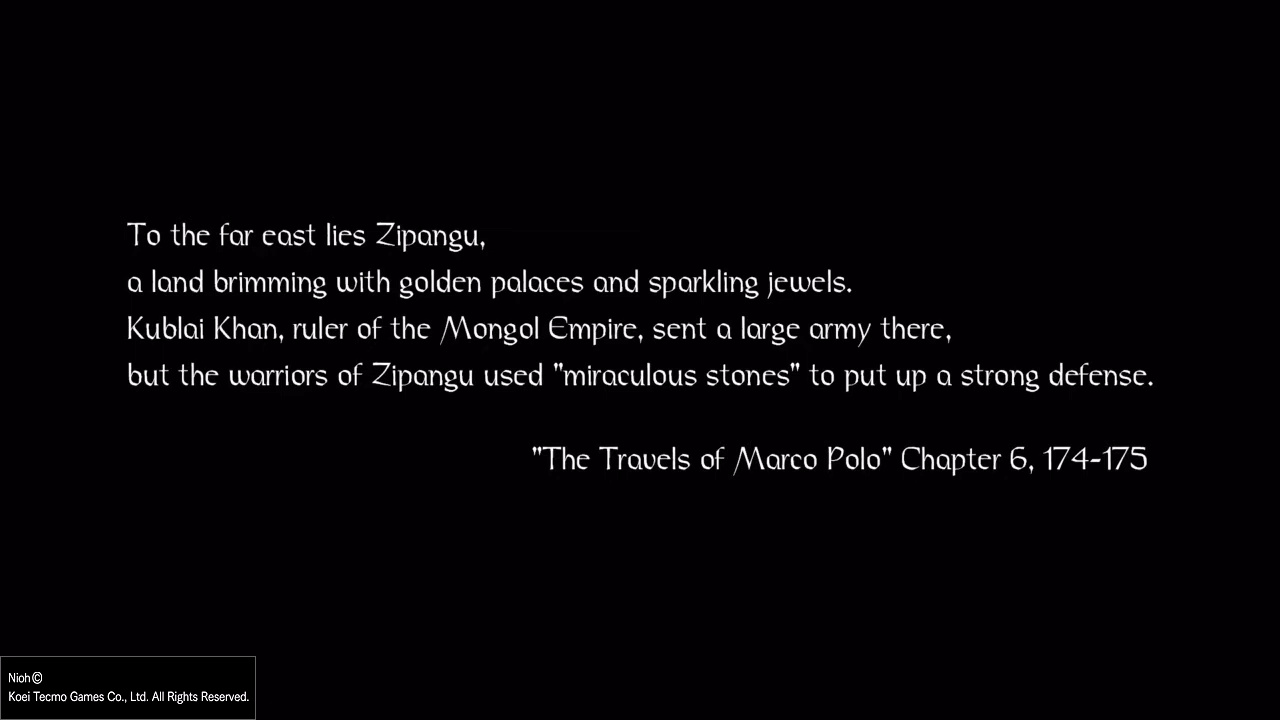 To the far east lies Zipangu,
a land brimming with golden palaces and sparkling jewels.
Kublai Khan, ruler of the Mongol Empire, sent a large army there,
but the warriors of Zipangu used "miraculous stones" to put up a strong defense.
"The Travels of Marco Polo" Chapter 6, 174-175
Nioh©
Koei Tecmo Games Co., Ltd. All Rights Reserved.